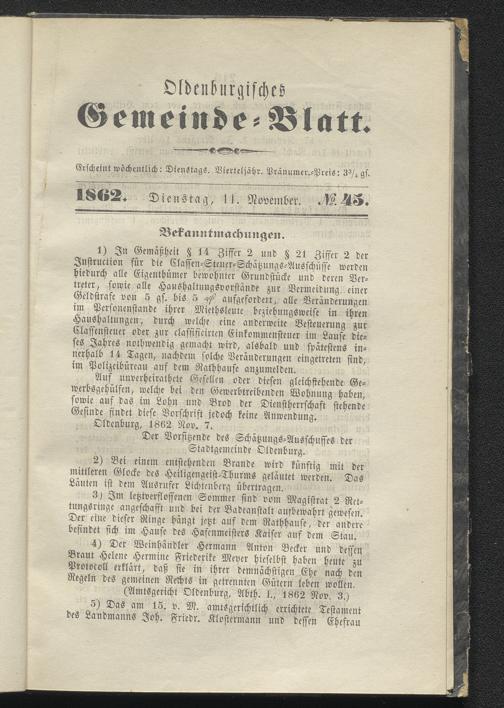 Oldenburgisches
Gemeinde-Blatt.
Erscheint wöchentlich: Dienstags. Vierteljähr. Pränumer.-Preis: 3¾ gs.
1862. Dienstag, 11. November. № 45.
Bekanntmachungen.
1) In Gemäßheit § 14 Ziffer 2 und § 21 Ziffer 2 der
Instruction für die Classen-Steuer-Schätzungs-Ausschüsse werden
hiedurch alle Eigenthümer bewohnter Grundstücke und deren Ver-
treter, sowie alle Haushaltungsvorstände zur Vermeidung einer
Geldstrafe von 5 gs. bis 5 ₰ aufgefordert, alle Veränderungen
im Personenstande ihrer Miethsleute beziehungsweise in ihren
Haushaltungen, durch welche eine anderweite Besteuerung zur
Classensteuer oder zur classificirten Einkommensteuer im Laufe die-
ses Jahres nothwendig gemacht wird, alsbald und spätestens in-
nerhalb 14 Tagen, nachdem solche Veränderungen eingetreten sind,
im Polizeibüreau auf dem Rathhause anzumelden.
Auf unverheirathete Gesellen oder diesen gleichstehende Ge-
werbsgehülfen, welche bei den Gewerbtreibenden Wohnung haben,
sowie auf das im Lohn und Brod der Dienstherrschaft stehende
Gesinde findet diese Vorschrift jedoch keine Anwendung.
Oldenburg, 1862 Nov. 7.
Der Vorsitzende des Schätzungs-Ausschusses der
Stadtgemeinde Oldenburg.
2) Bei einem entstehenden Brande wird künftig mit der
mittleren Glocke des Heiligengeist-Thurms geläutet werden. Das
Läuten ist dem Ausrufer Lichtenberg übertragen.
3) Im letztverflossenen Sommer sind vom Magistrat 2 Ret-
tungsringe angeschafft und bei der Badeanstalt aufbewahrt gewesen.
Der eine dieser Ringe hängt jetzt auf dem Rathhause, der andere
befindet sich im Hause des Hafenmeisters Kaiser auf dem Stau.
4) Der Weinhändler Hermann Anton Becker und dessen
Braut Helene Hermine Friederike Meyer hieselbst haben heute zu
Protocoll erklärt, daß sie in ihrer demnächstigen Ehe nach den
Regeln des gemeinen Rechts in getrennten Gütern leben wollen.
(Amtsgericht Oldenburg, Abth. I., 1862 Nov. 3.)
5) Das am 15. v. M. amtsgerichtlich errichtete Testament
des Landmanns Joh. Friedr. Klostermann und dessen Ehefrau